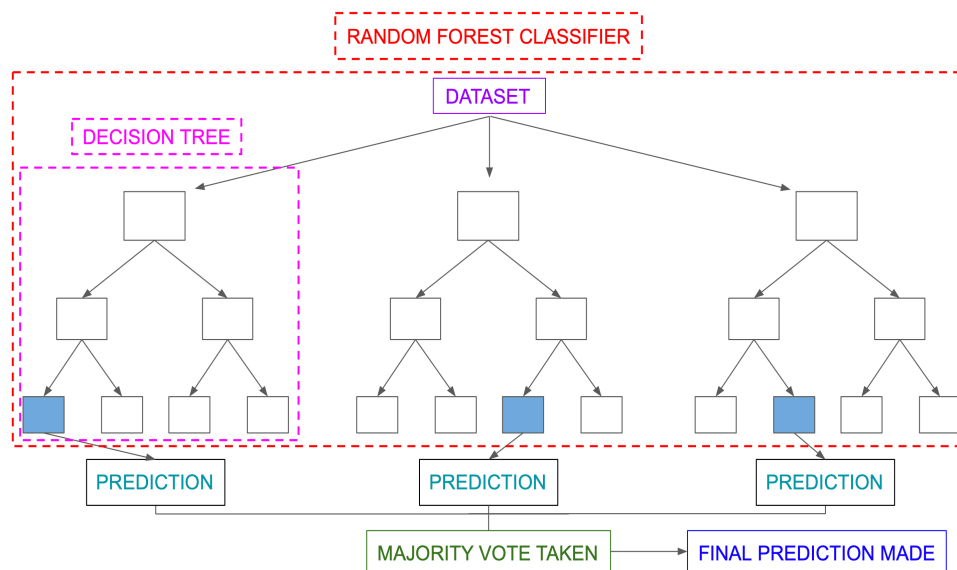 RANDOM FOREST CLASSIFIER
DATASET
DECISION TREE
PREDICTION
PREDICTION
PREDICTION
MAJORITY VOTE TAKEN
FINAL PREDICTION MADE